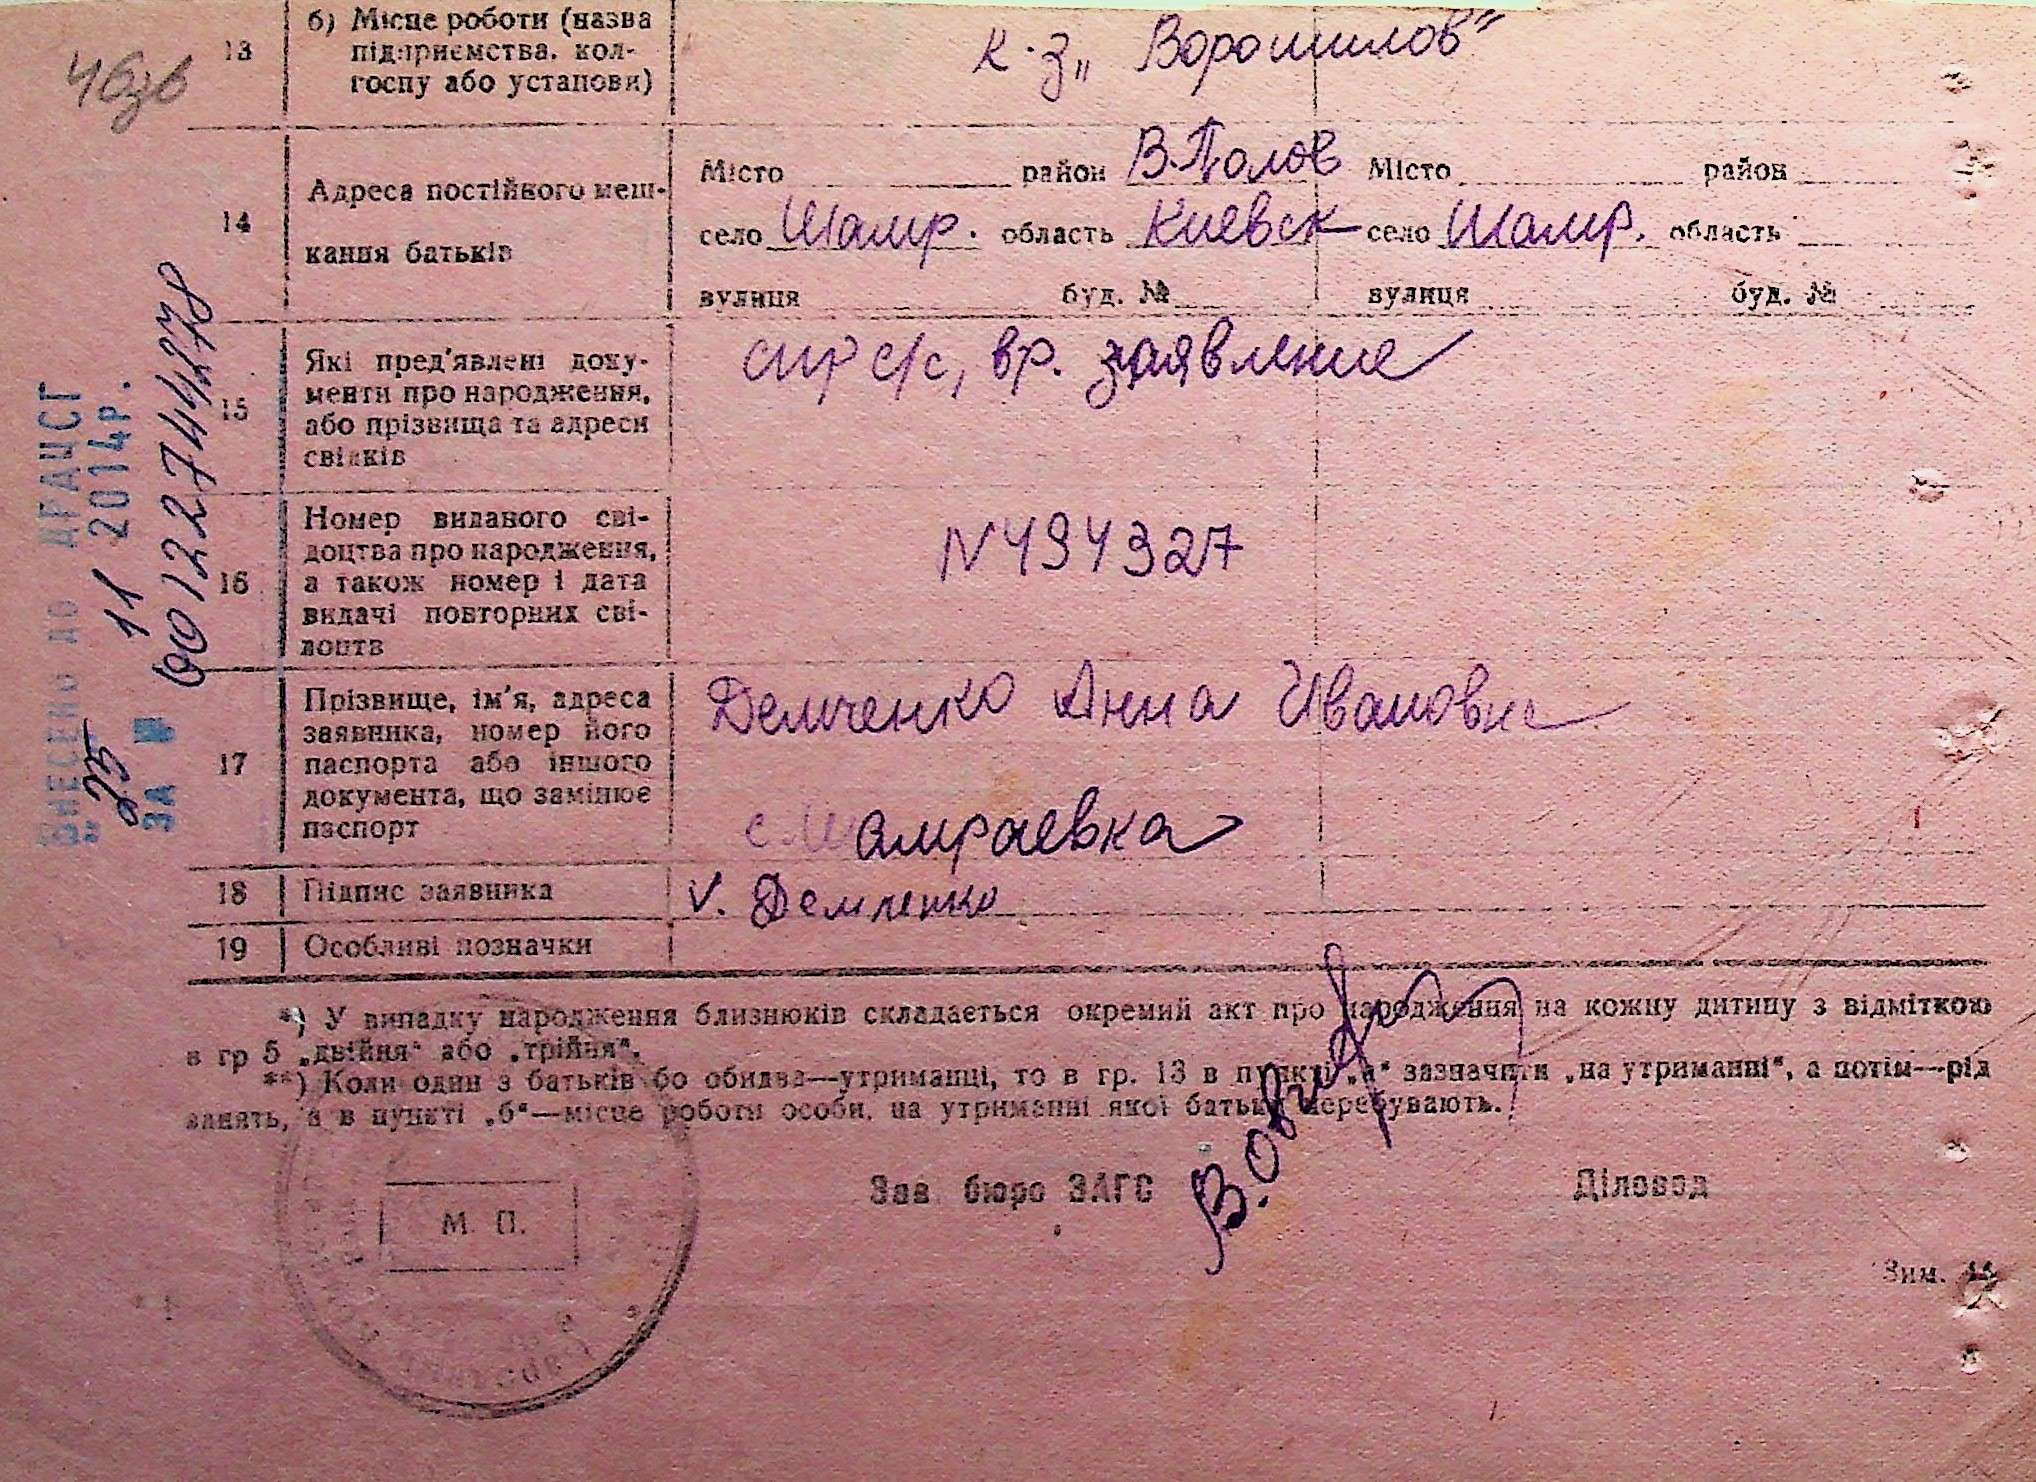 13 б) Місце роботи (назва
підприємства, кол-
госпу або установи)
к-з „Ворошилов"
14 Адреса постійного меш-
кання батьків
Місто район В.Полов Місто район
село Шамр. область Киевск село Шамр. область
вулиця буд. № вулиця буд. №
15 Які пред'явлені доку-
менти про народження,
або прізвища та адреси
свідків
спр с/с, вр. заявление
16 Номер виданого сві-
доцтва про народження,
а також номер і дата
видачі повторних сві-
доцтв
N494327
17 Прізвище, ім'я, адреса
заявника, номер його
паспорта або іншого
документа, що замінює
паспорт
Демченко Анна Ивановна
с Шамраевка
18 Підпис заявника V. Демченко
19 Особливі позначки
*) У випадку народження близнюків складається окремий акт про народження на кожну дитину з відміткою
в гр 5 „двійня" або „трійня".
**) Коли один з батьків бо обидва—утриманці, то в гр. 13 в пункті „а" зазначити „на утриманні", а потім—рід
занять, а в пункті „б"—місце роботи особи, на утриманні якої батьки перебувають.
Зав бюро ЗАГС Діловод
М. П.
Зим.
ВНЕСЕНО ДО ДРАЦСГ
„ 25 11 2014р.
ЗА № 00122744278